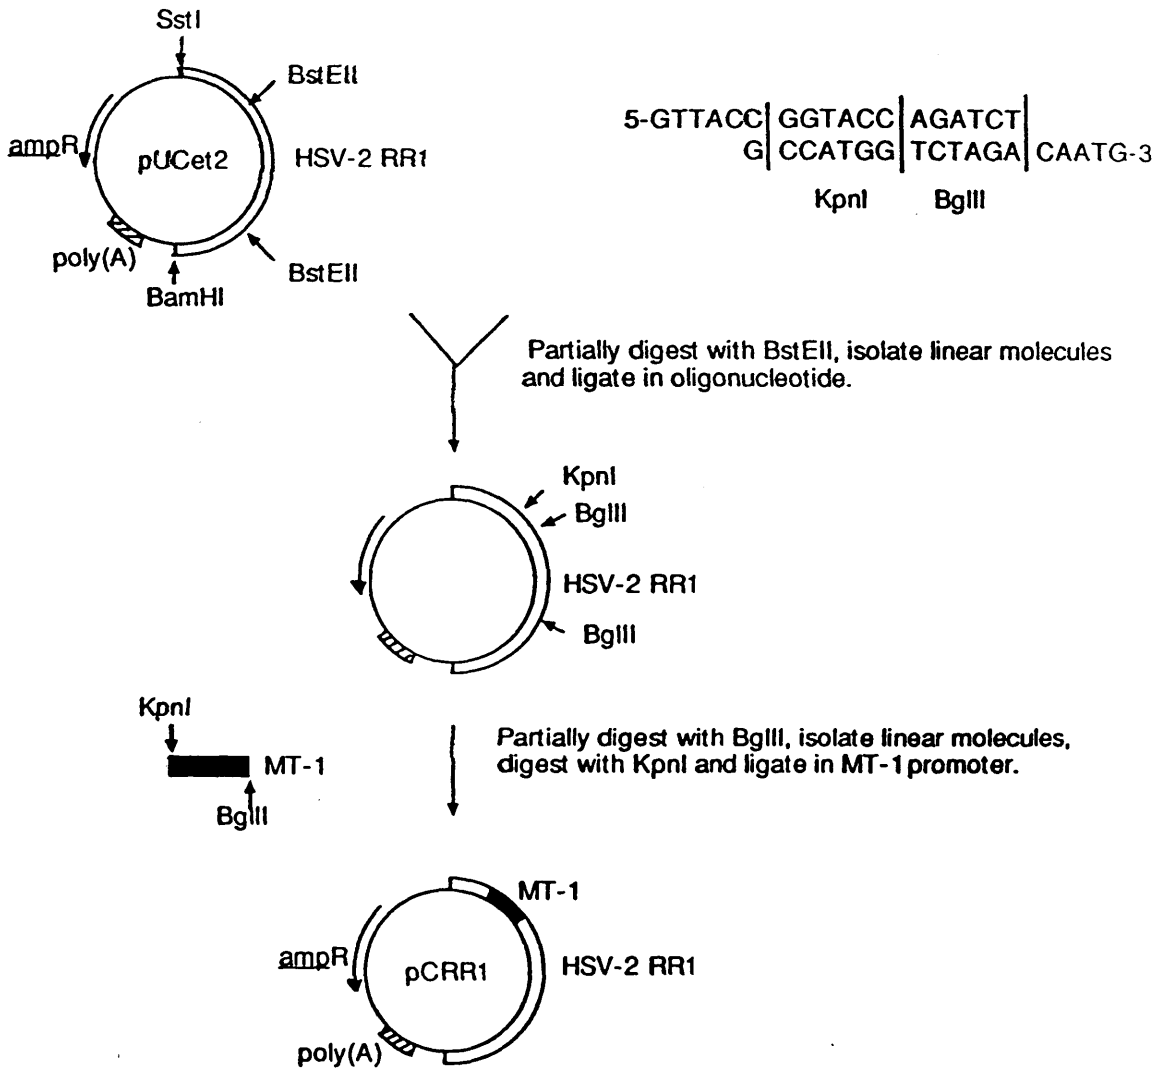 SstI
BstEII
ampR
pUCet2
HSV-2 RR1
poly(A)
BstEII
BamHI
5-GTTACC GGTACC AGATCT
G CCATGG TCTAGA CAATG-3
KpnI BglII
Partially digest with BstEII, isolate linear molecules
and ligate in oligonucleotide.
KpnI
BglII
HSV-2 RR1
BglII
KpnI
MT-1
BglII
Partially digest with BglII, isolate linear molecules,
digest with KpnI and ligate in MT-1 promoter.
MT-1
ampR
pCRR1
HSV-2 RR1
poly(A)